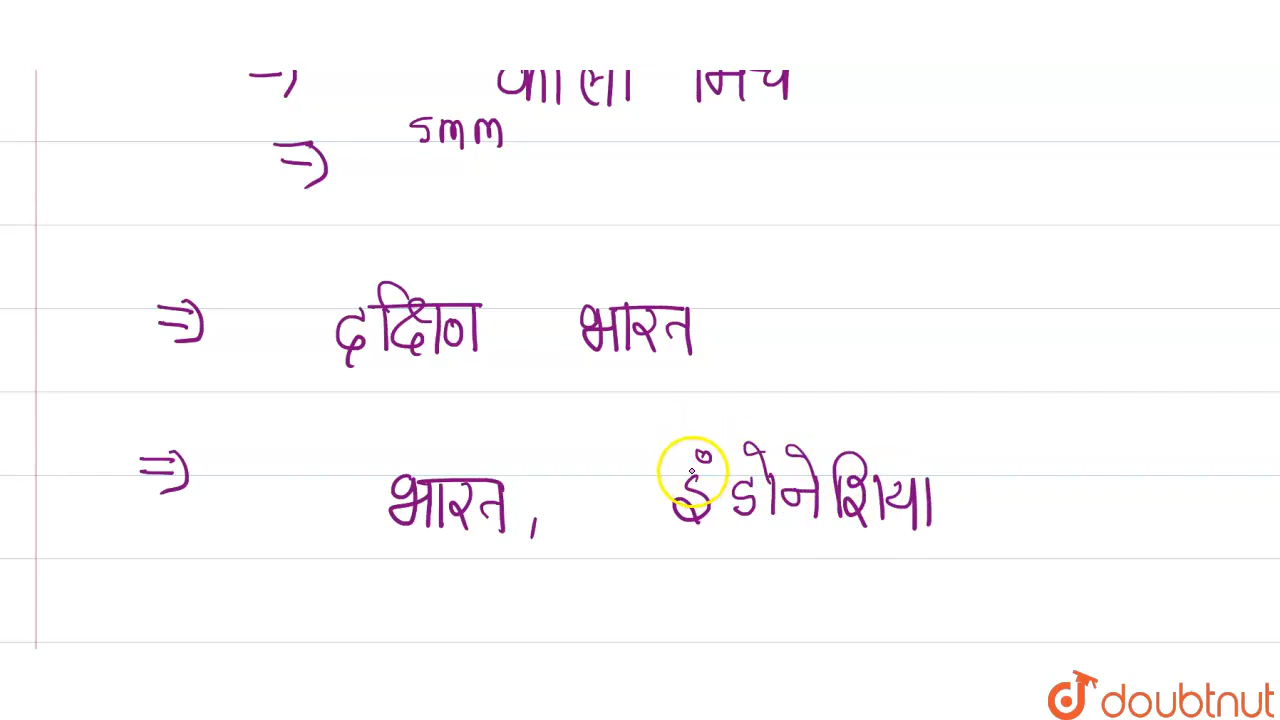 ⇒ काली मिर्च
5mm
⇒
⇒ दक्षिण भारत
⇒ भारत, इंडोनेशिया
doubtnut